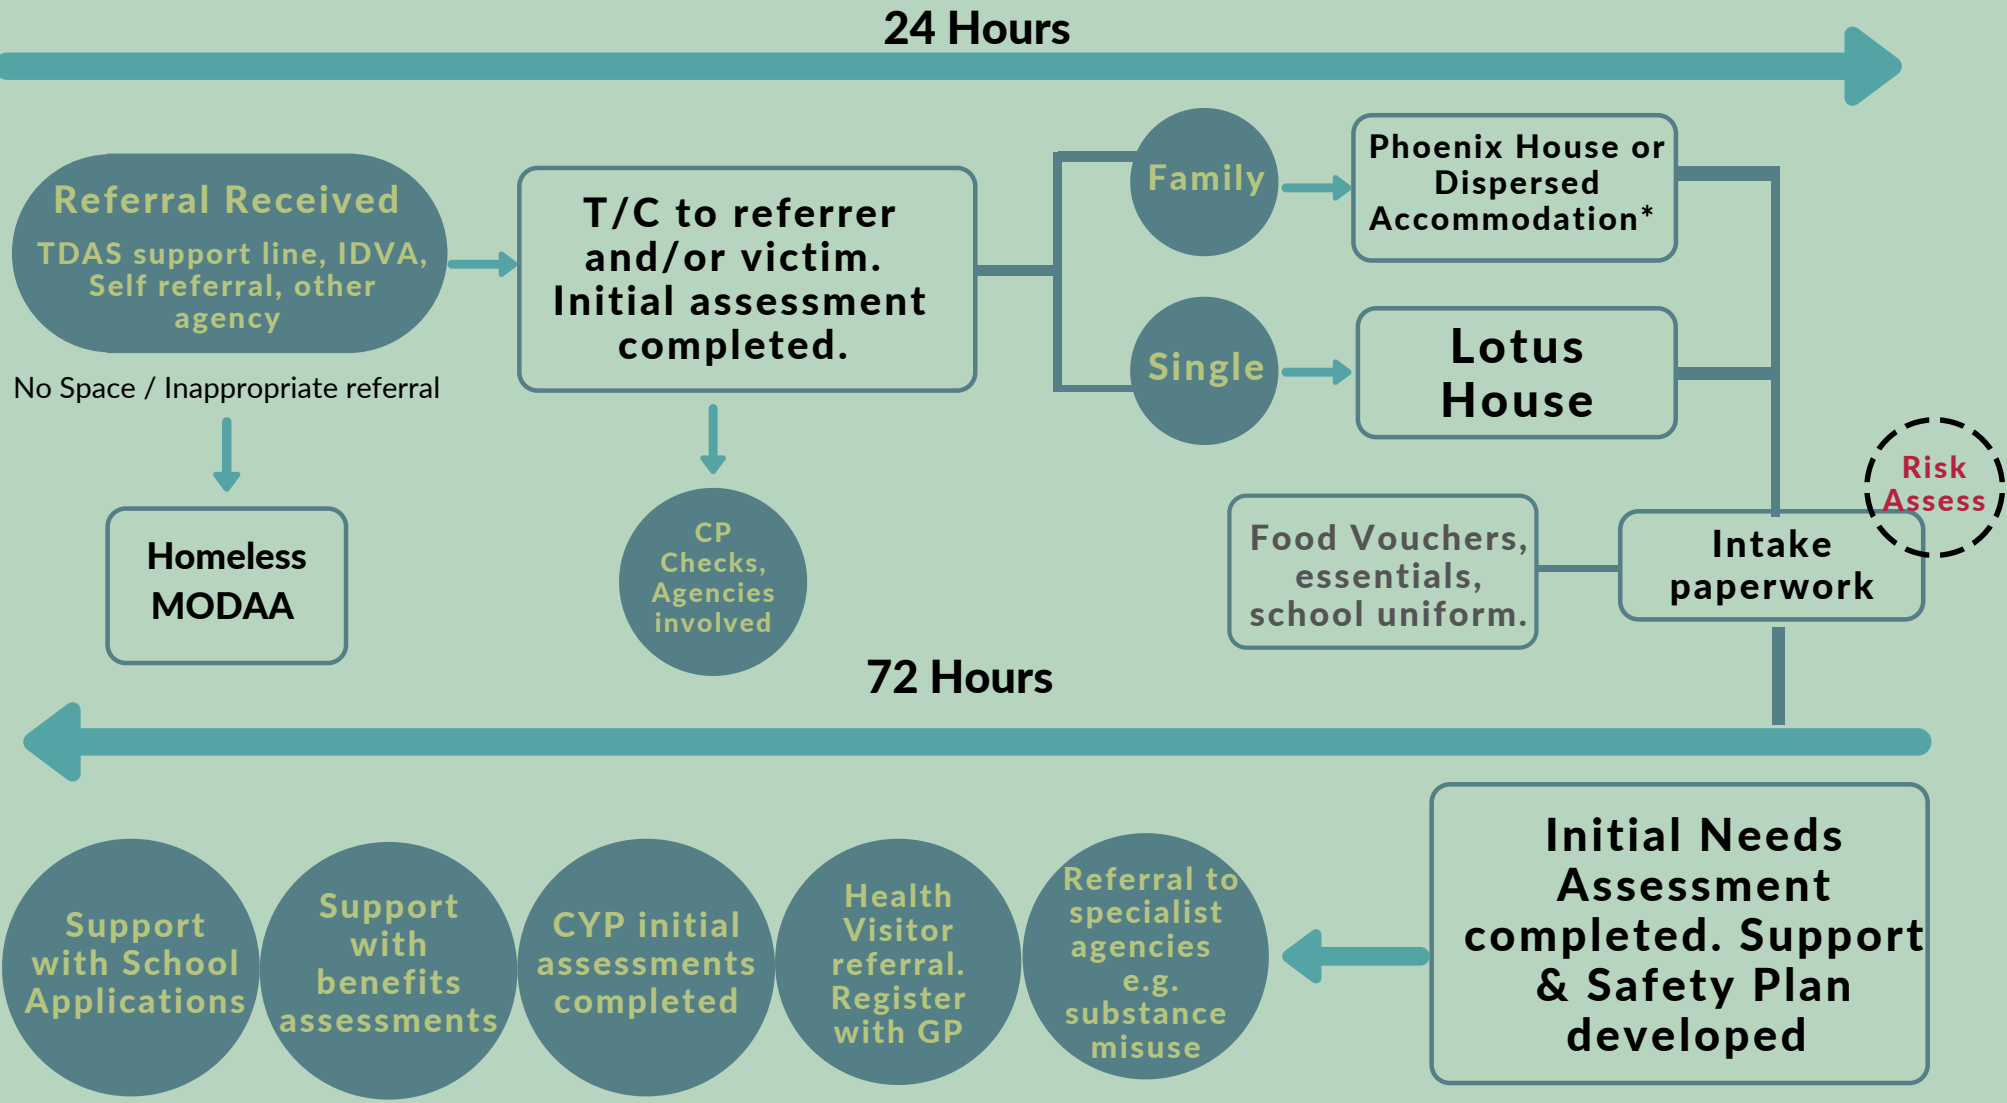 24 Hours
Referral Received
TDAS support line, IDVA,
Self referral, other
agency
No Space / Inappropriate referral
Homeless
MODAA
T/C to referrer
and/or victim.
Initial assessment
completed.
CP
Checks,
Agencies
involved
Family
Phoenix House or
Dispersed
Accommodation*
Single
Lotus
House
Risk
Assess
Intake
paperwork
Food Vouchers,
essentials,
school uniform.
72 Hours
Initial Needs
Assessment
completed. Support
& Safety Plan
developed
Referral to
specialist
agencies
e.g.
substance
misuse
Health
Visitor
referral.
Register
with GP
CYP initial
assessments
completed
Support
with
benefits
assessments
Support
with School
Applications